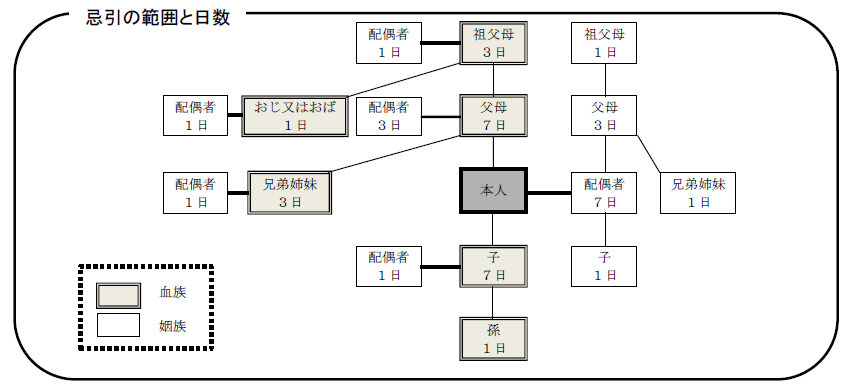 忌引の範囲と日数
配偶者
1日
祖父母
3日
祖父母
1日
配偶者
1日
おじ又はおば
1日
配偶者
3日
父母
7日
父母
3日
配偶者
1日
兄弟姉妹
3日
本人
配偶者
7日
兄弟姉妹
1日
配偶者
1日
子
7日
子
1日
血族
姻族
孫
1日